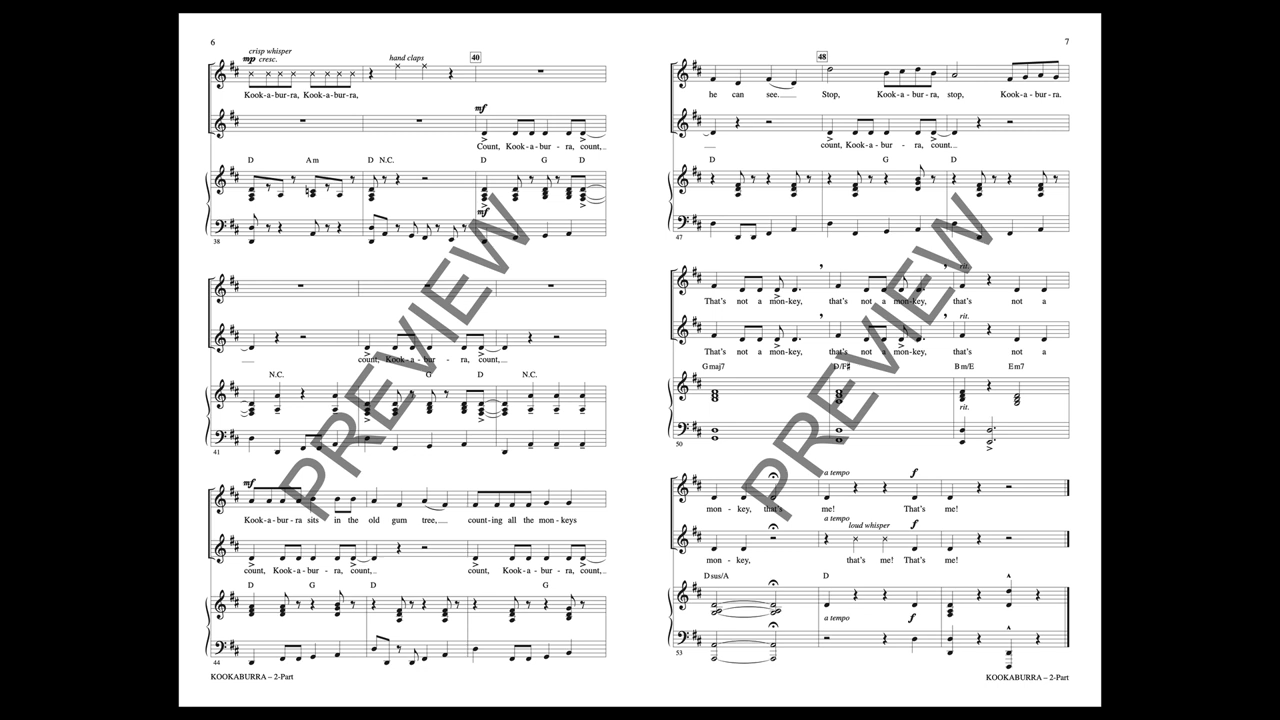 6
crisp whisper
mp cresc.
hand claps
40
Kook-a-bur-ra, Kook-a-bur-ra,
mf
Count, Kook-a-bur-ra, count,
D Am D N.C. D G D
mf
38
count, Kook-a-bur-ra, count,
N.C. G D N.C.
41
mf
Kook-a-bur-ra sits in the old gum tree, count-ing all the mon-keys
count, Kook-a-bur-ra, count, count, Kook-a-bur-ra, count,
D G D G
44
KOOKABURRA – 2-Part
7
48
he can see. Stop, Kook-a-bur-ra, stop, Kook-a-bur-ra.
count, Kook-a-bur-ra, count.
D G D
47
rit.
That's not a mon-key, that's not a mon-key, that's not a
rit.
That's not a mon-key, that's not a mon-key, that's not a
Gmaj7 D/F# Bm/E Em7
rit.
50
a tempo f
mon-key, that's me! That's me!
a tempo
loud whisper f
mon-key, that's me! That's me!
Dsus/A D
a tempo f
53
KOOKABURRA – 2-Part
PREVIEW
PREVIEW